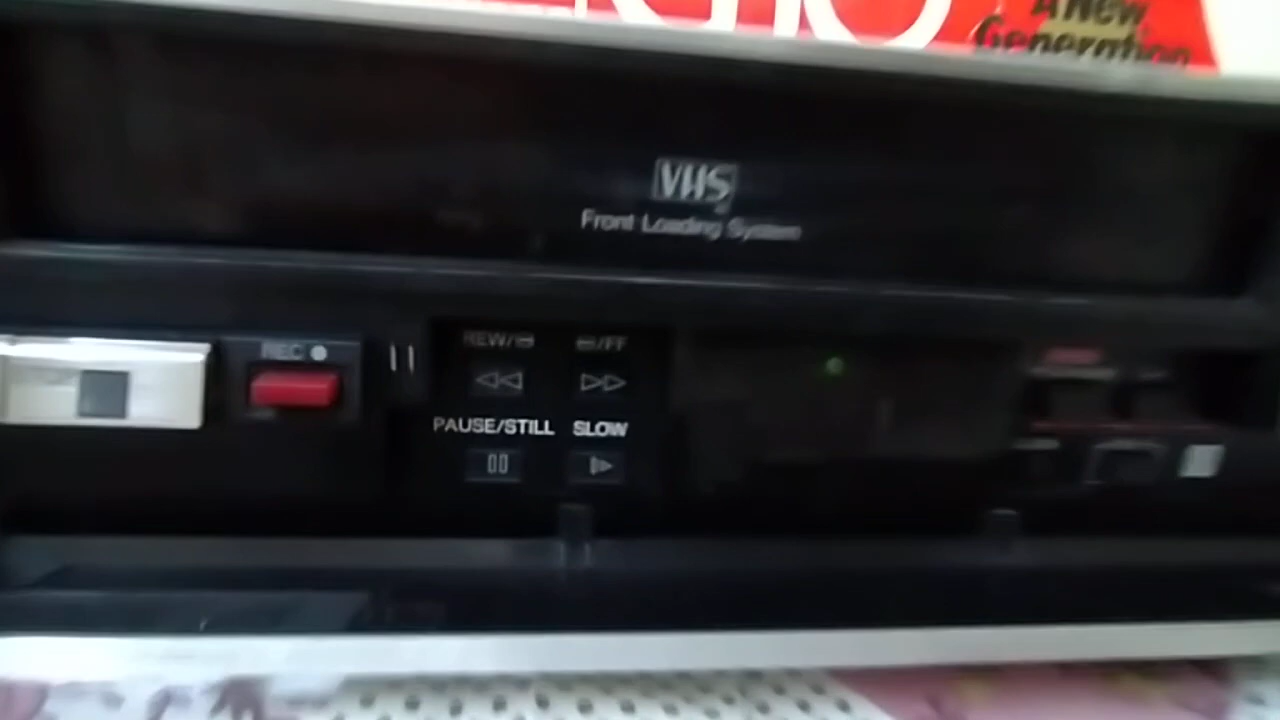 A New
Generation
VHS
Front Loading System
REC
REW/
/FF
PAUSE/STILL
SLOW